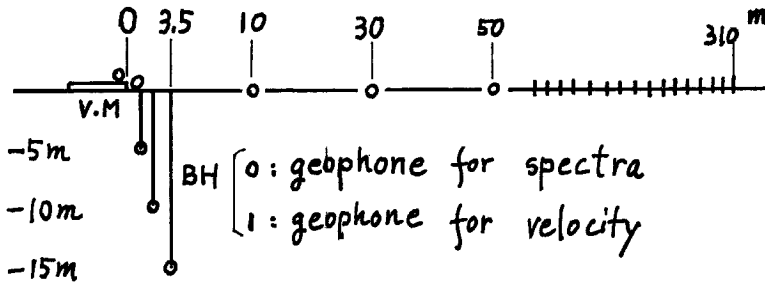 0 3.5 10 30 50 310 m
V.M
-5m
BH o : geophone for spectra
-10m
ı : geophone for velocity
-15m